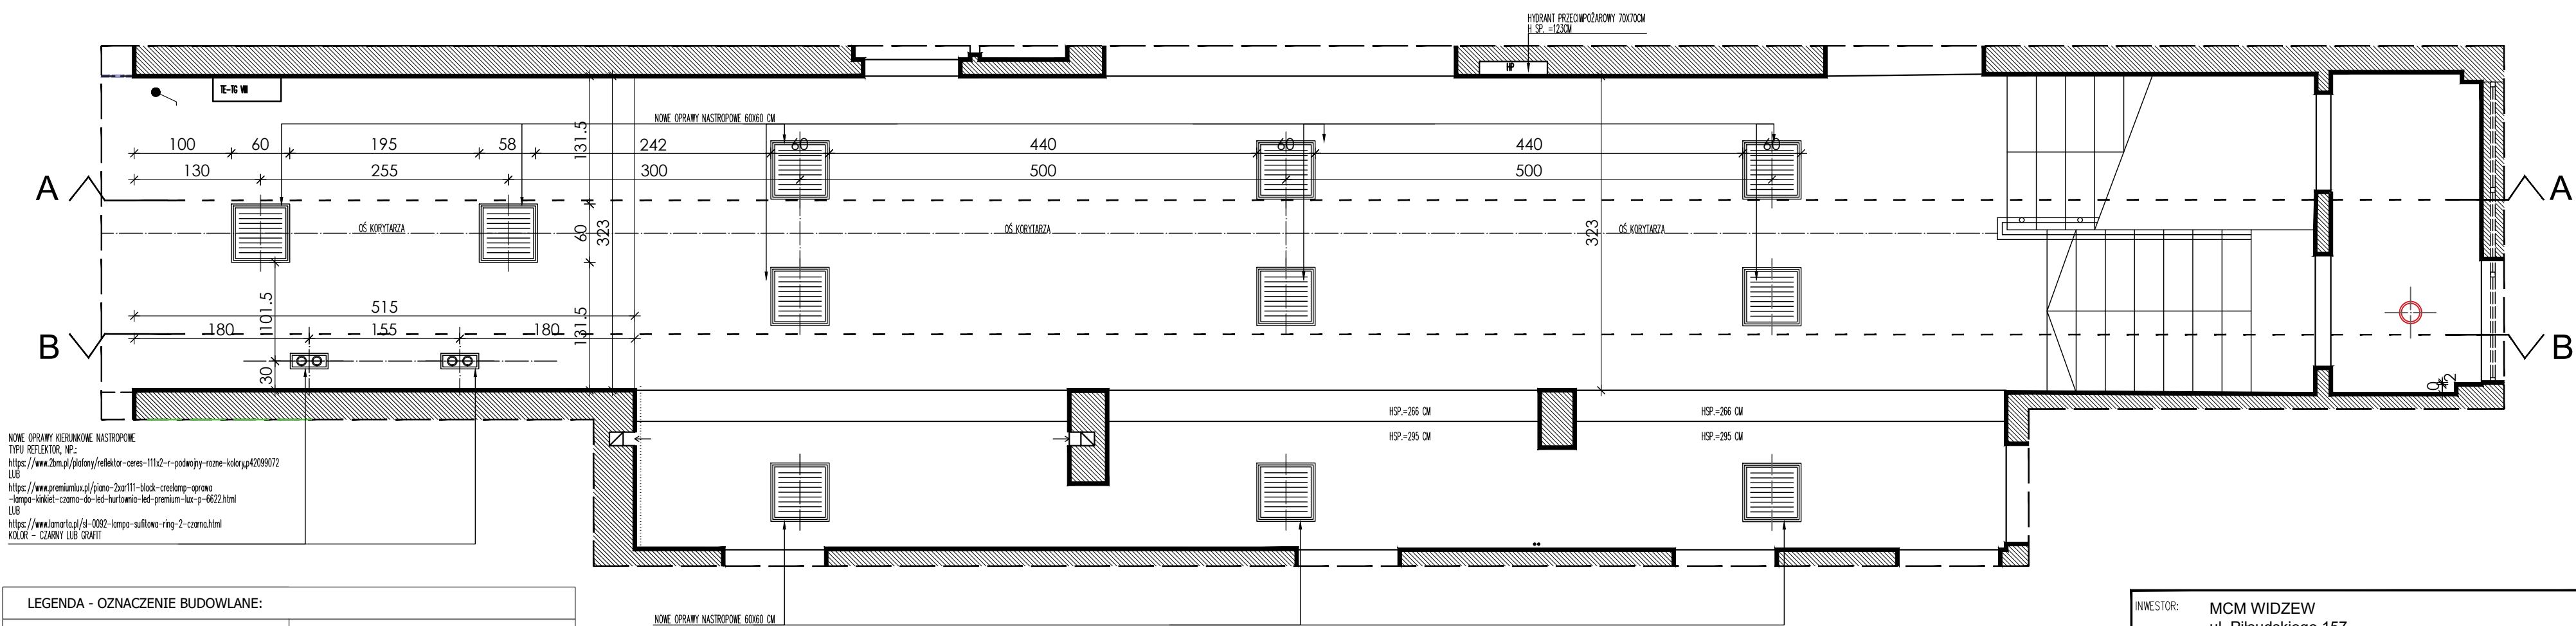 HYDRANT PRZECIWPOŻAROWY 70X70CM
H SP. =123CM
HP
TE-TG VIII
NOWE OPRAWY NASTROPOWE 60X60 CM
100 60 195 58 242 60 440 60 440 60
130 255 300 500 500
131.5
60
323
131.5
323
A
A
OŚ KORYTARZA
OŚ KORYTARZA
OŚ KORYTARZA
515
180 155 180
101.5
30
B
B
HSP.=266 CM
HSP.=266 CM
HSP.=295 CM
HSP.=295 CM
NOWE OPRAWY KIERUNKOWE NASTROPOWE
TYPU REFLEKTOR, NP.:
https://www.2bm.pl/plafony/reflektor-ceres-111x2-r-podwojny-rozne-kolory,p42099072
LUB
https://www.premiumlux.pl/piano-2xar111-black-creelamp-oprawa
-lampa-kinkiet-czarna-do-led-hurtownia-led-premium-lux-p-6622.html
LUB
https://www.lamarta.pl/sl-0092-lampa-sufitowa-ring-2-czarna.html
KOLOR - CZARNY LUB GRAFIT
LEGENDA - OZNACZENIE BUDOWLANE:
NOWE OPRAWY NASTROPOWE 60X60 CM
INWESTOR: MCM WIDZEW
ul. Piłsudskiego 157